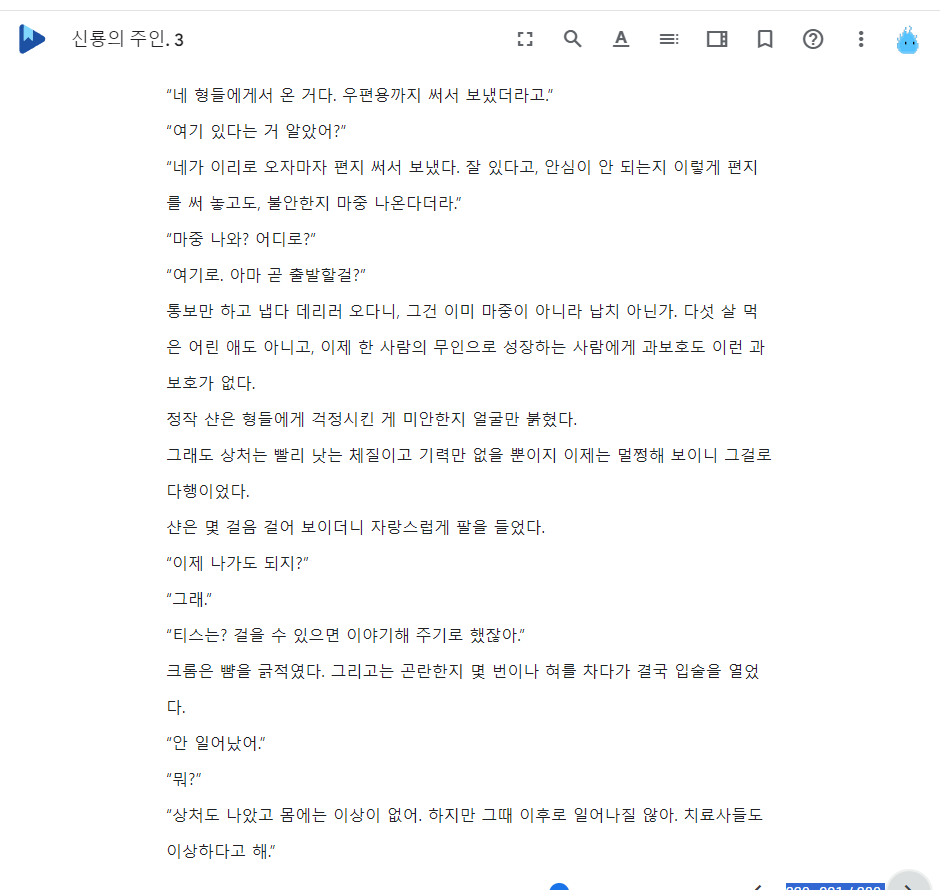 신룡의 주인. 3
“네 형들에게서 온 거다. 우편용까지 써서 보냈더라고.”
“여기 있다는 거 알았어?”
“네가 이리로 오자마자 편지 써서 보냈다. 잘 있다고, 안심이 안 되는지 이렇게 편지
를 써 놓고도, 불안한지 마중 나온다더라.”
“마중 나와? 어디로?”
“여기로. 아마 곧 출발할걸?”
통보만 하고 냅다 데리러 오다니, 그건 이미 마중이 아니라 납치 아닌가. 다섯 살 먹
은 어린 애도 아니고, 이제 한 사람의 무인으로 성장하는 사람에게 과보호도 이런 과
보호가 없다.
정작 샨은 형들에게 걱정시킨 게 미안한지 얼굴만 붉혔다.
그래도 상처는 빨리 낫는 체질이고 기력만 없을 뿐이지 이제는 멀쩡해 보이니 그걸로
다행이었다.
샨은 몇 걸음 걸어 보이더니 자랑스럽게 팔을 들었다.
“이제 나가도 되지?”
“그래.”
“티스는? 걸을 수 있으면 이야기해 주기로 했잖아.”
크롬은 뺨을 긁적였다. 그리고는 곤란한지 몇 번이나 혀를 차다가 결국 입술을 열었
다.
“안 일어났어.”
“뭐?”
“상처도 나았고 몸에는 이상이 없어. 하지만 그때 이후로 일어나질 않아. 치료사들도
이상하다고 해.”